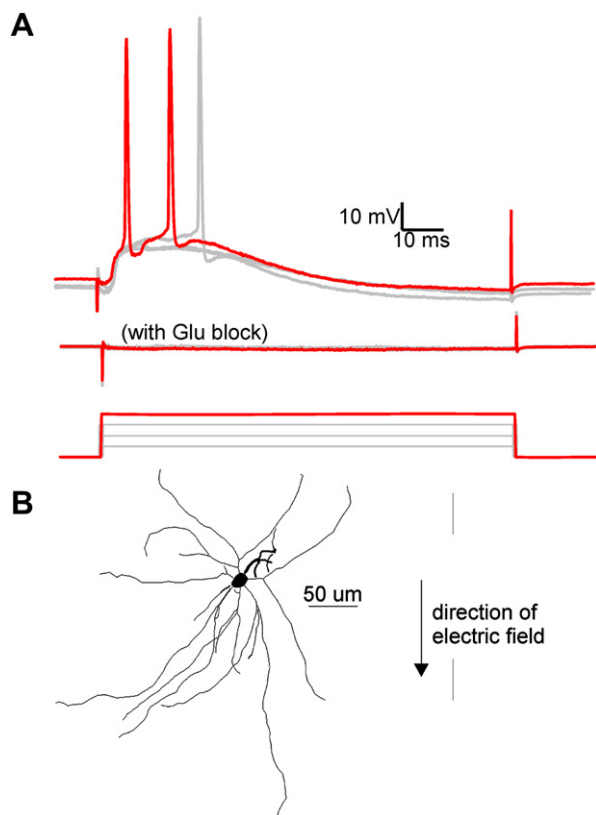 A
10 mV
10 ms
(with Glu block)
B
50 um
direction of
electric field